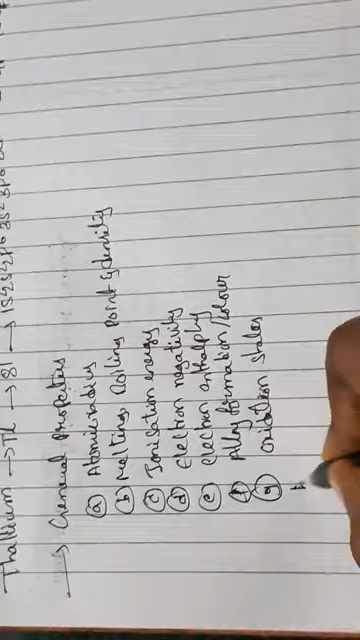 Thallium → Tl → 81 → 1s2 2s2 2p6 3s2 3p6
→ Chemical Properties
(a) Atomic radius
(b) Melting & Boiling point & density
(c) Ionisation energy
(d) Electron negativity
(e) electron enthalpy
(f) Alloy formation/colour
(g) oxidation states